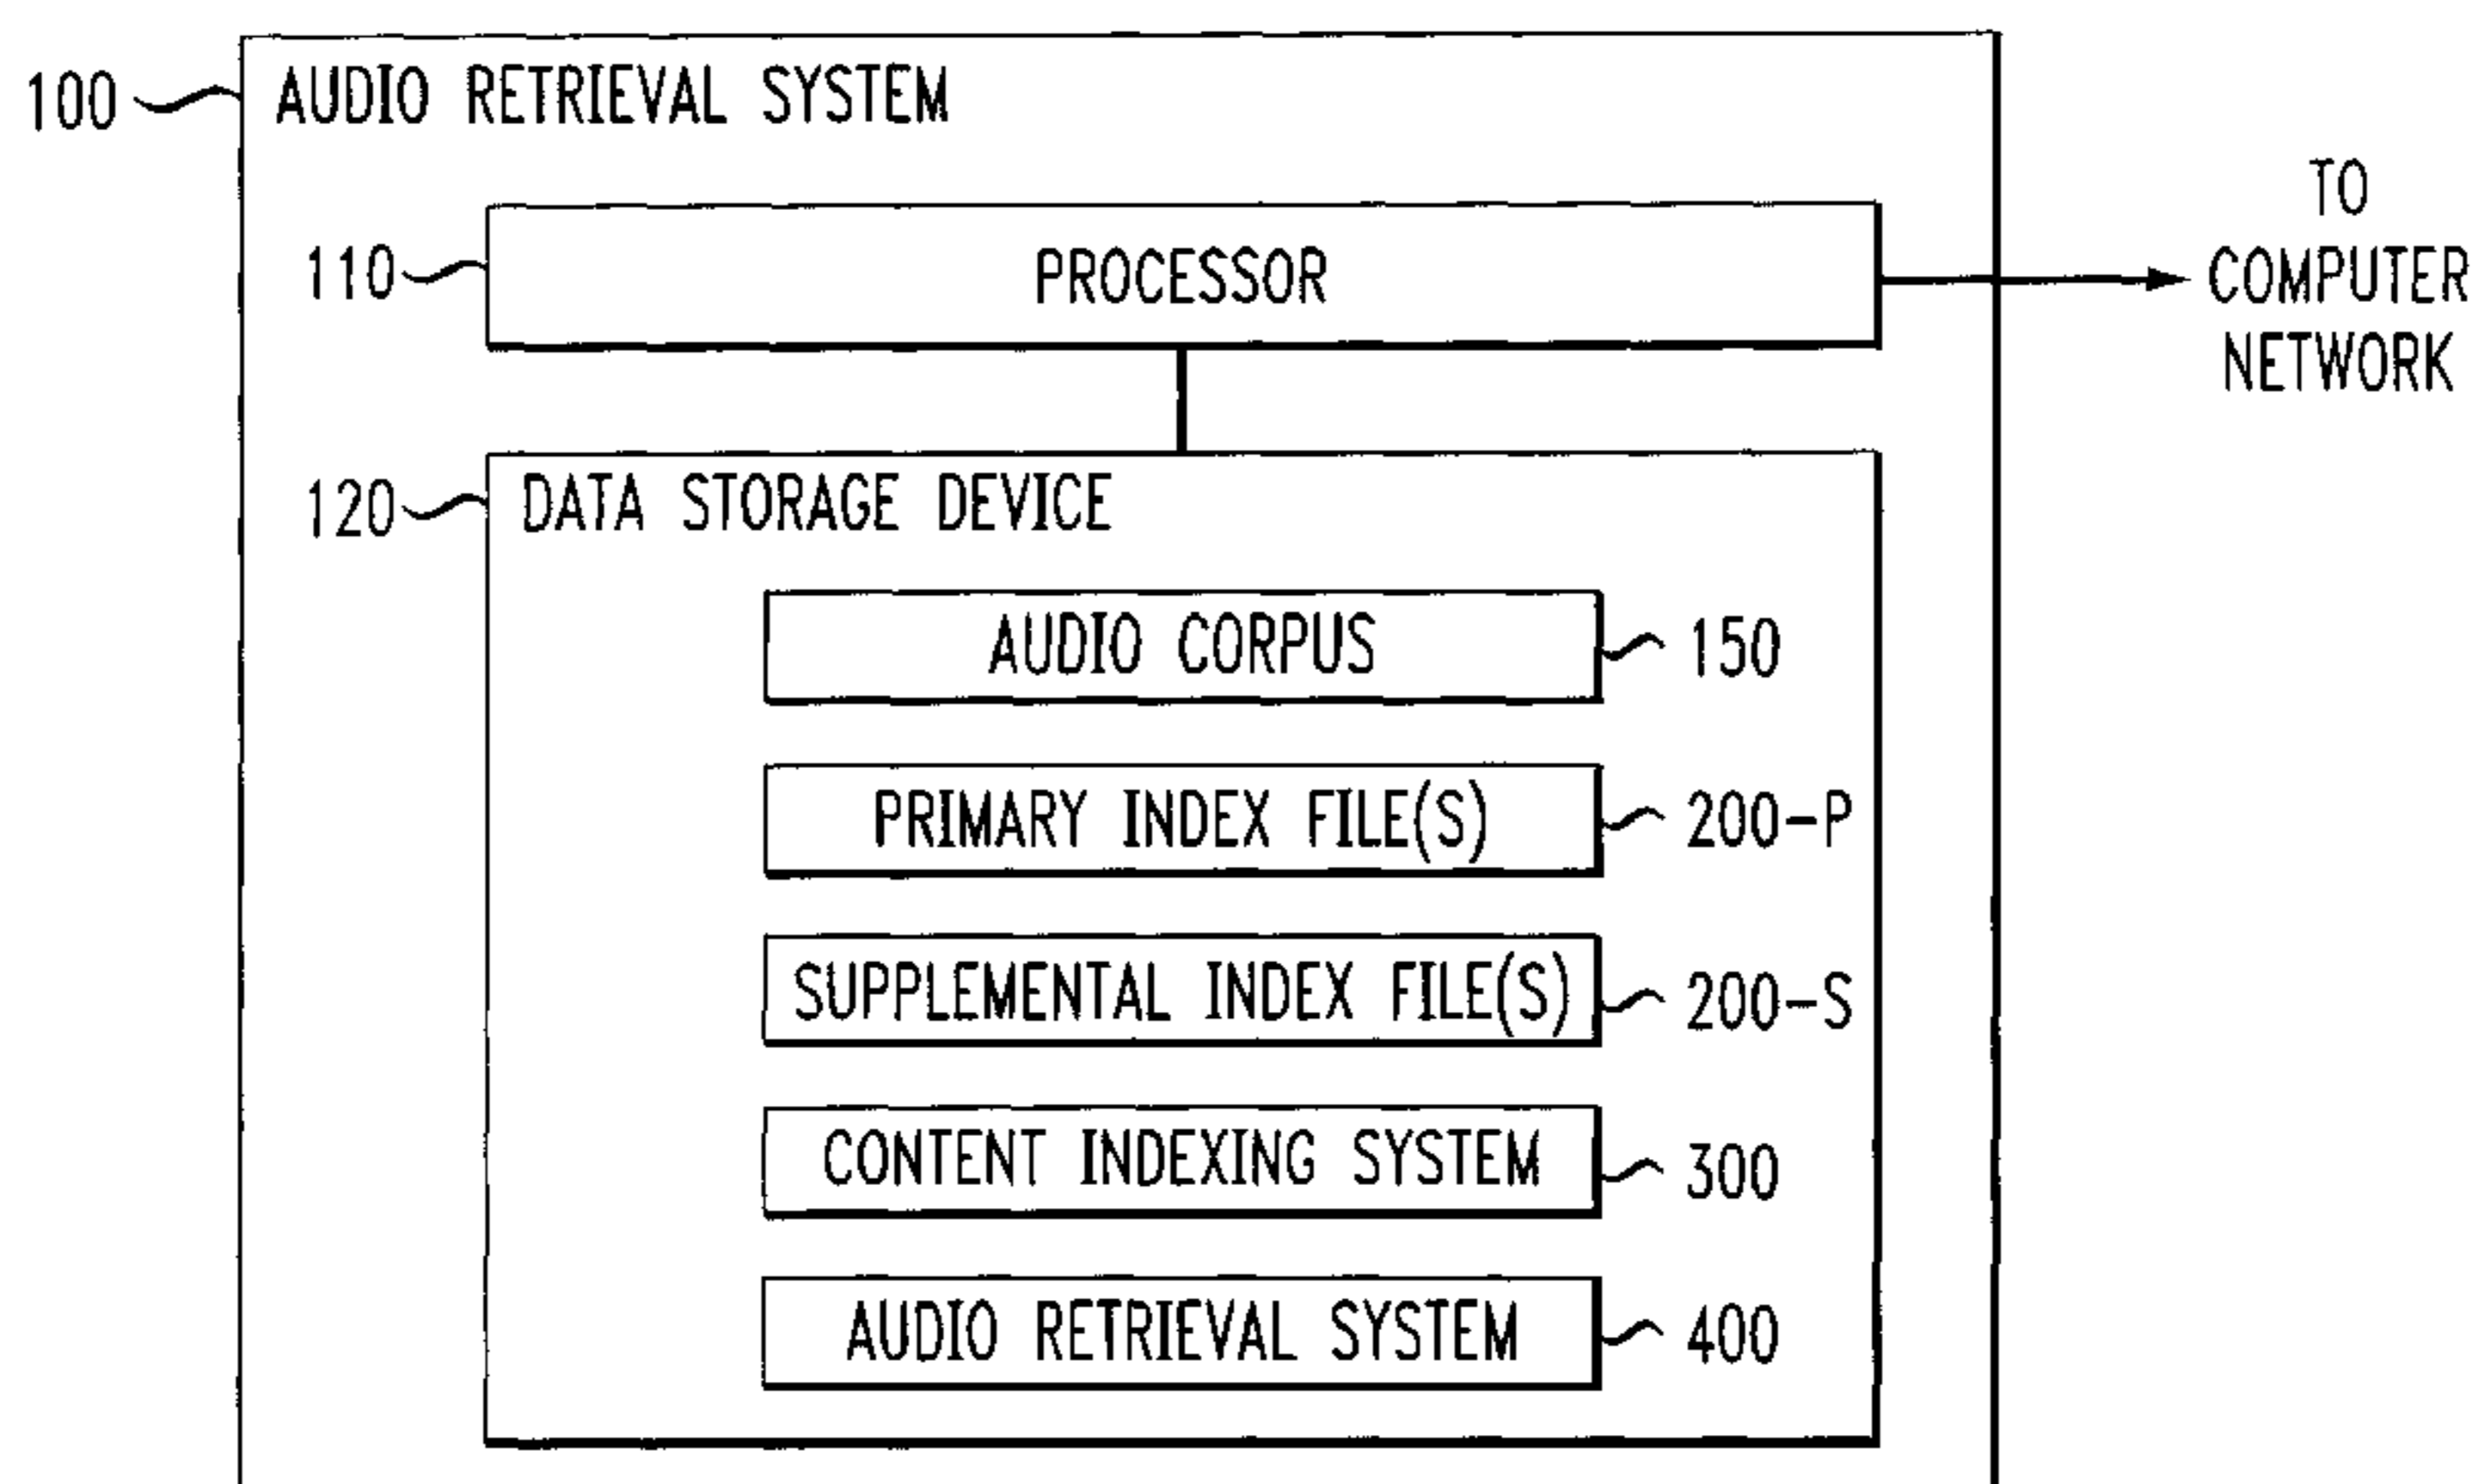 100 AUDIO RETRIEVAL SYSTEM
110 PROCESSOR
TO
COMPUTER
NETWORK
120 DATA STORAGE DEVICE
AUDIO CORPUS 150
PRIMARY INDEX FILE(S) 200-P
SUPPLEMENTAL INDEX FILE(S) 200-S
CONTENT INDEXING SYSTEM 300
AUDIO RETRIEVAL SYSTEM 400